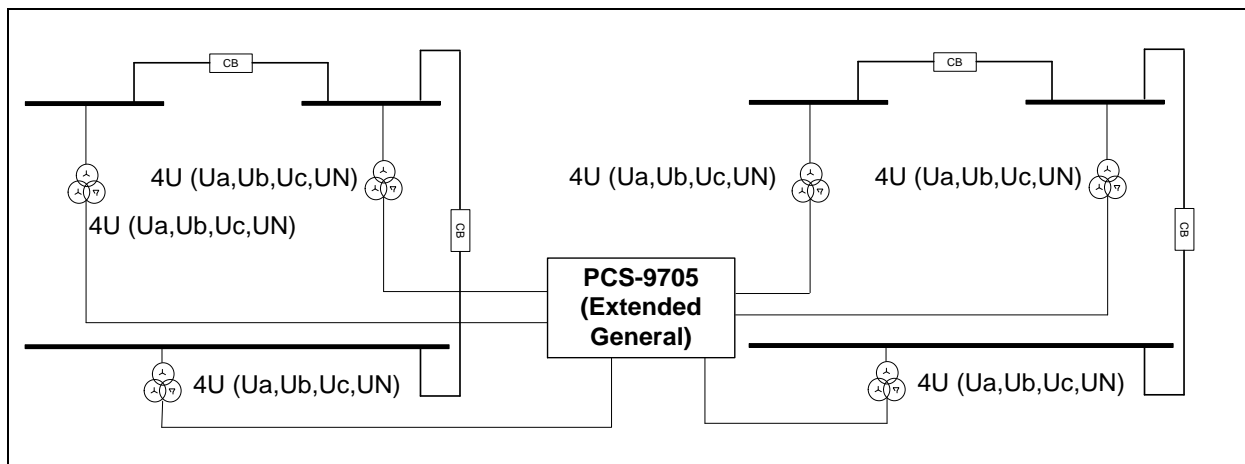 CB
CB
4U (Ua,Ub,Uc,UN)
4U (Ua,Ub,Uc,UN)
4U (Ua,Ub,Uc,UN)
4U (Ua,Ub,Uc,UN)
CB
CB
PCS-9705
(Extended
General)
4U (Ua,Ub,Uc,UN)
4U (Ua,Ub,Uc,UN)